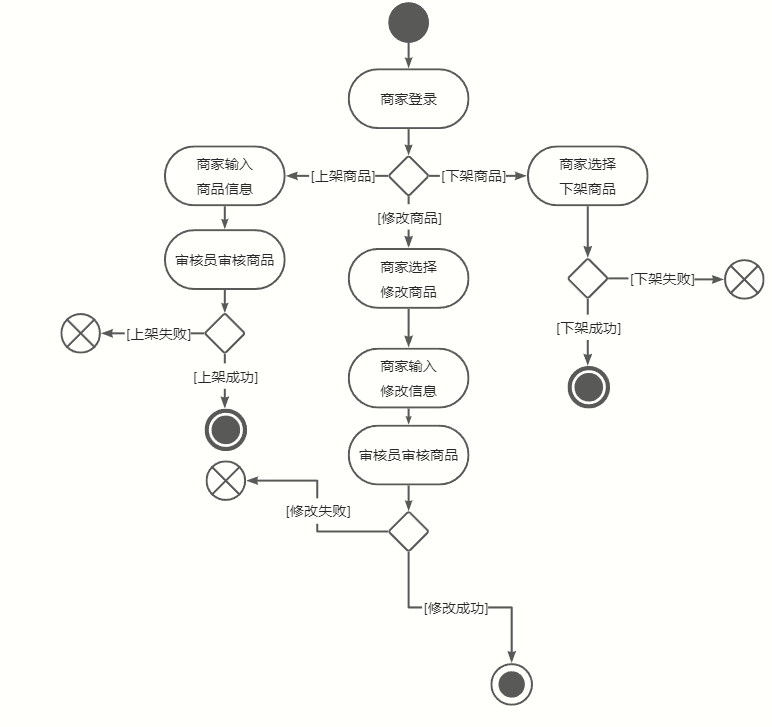 商家登录
商家输入
商品信息
[上架商品]
[下架商品]
商家选择
下架商品
[修改商品]
审核员审核商品
商家选择
修改商品
[下架失败]
[上架失败]
[下架成功]
[上架成功]
商家输入
修改信息
审核员审核商品
[修改失败]
[修改成功]